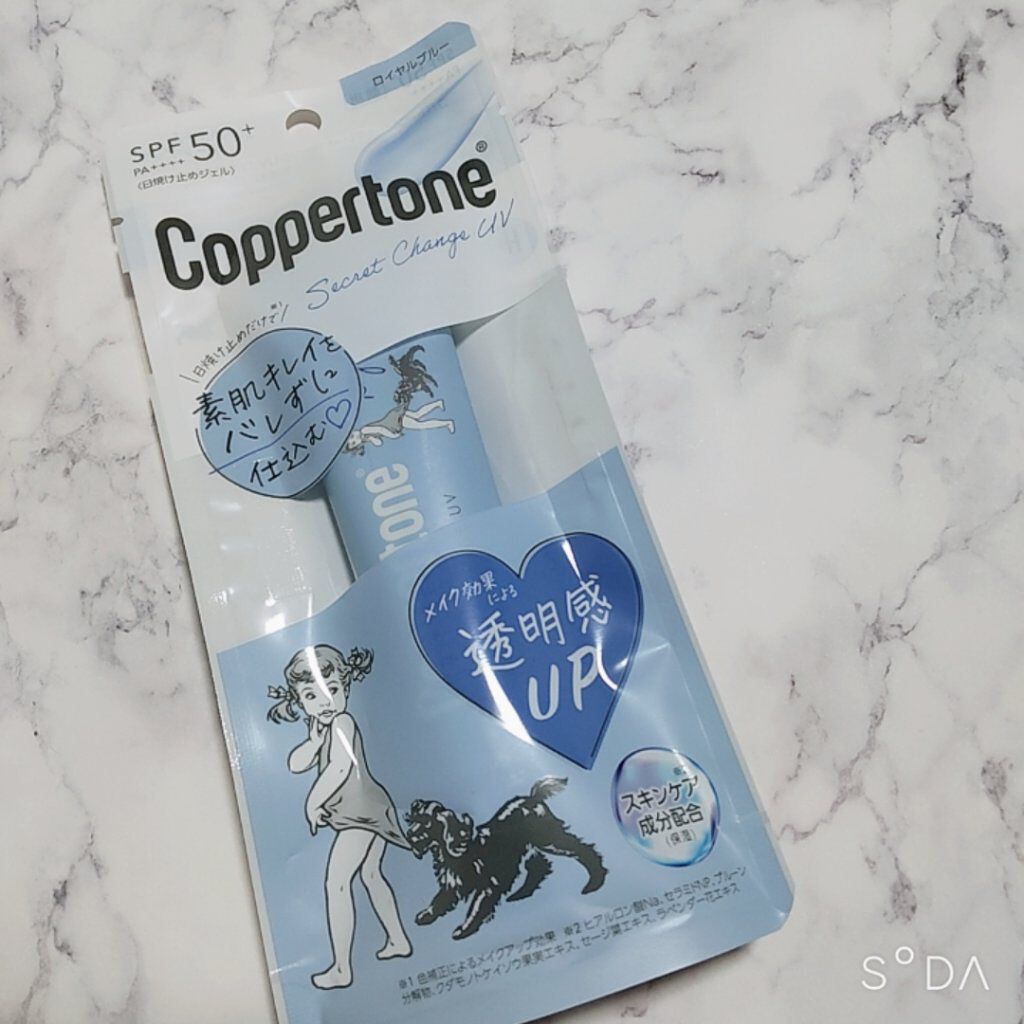 ロイヤルブルー
SPF 50+
PA++++
〈日焼け止めジェル〉
Coppertone®
Secret Change UV
日焼け止めだけで※1
素肌キレイを
バレずに
仕込む♡
tone®
UV
メイク効果
による
透明感
UP
※2
スキンケア
成分配合
(保湿)
※1 色補正によるメイクアップ効果 ※2 ヒアルロン酸Na、セラミドNP、プルーン
分解物、クダモノトケイソウ果実エキス、セージ葉エキス、ラベンダー花エキス
S°DA